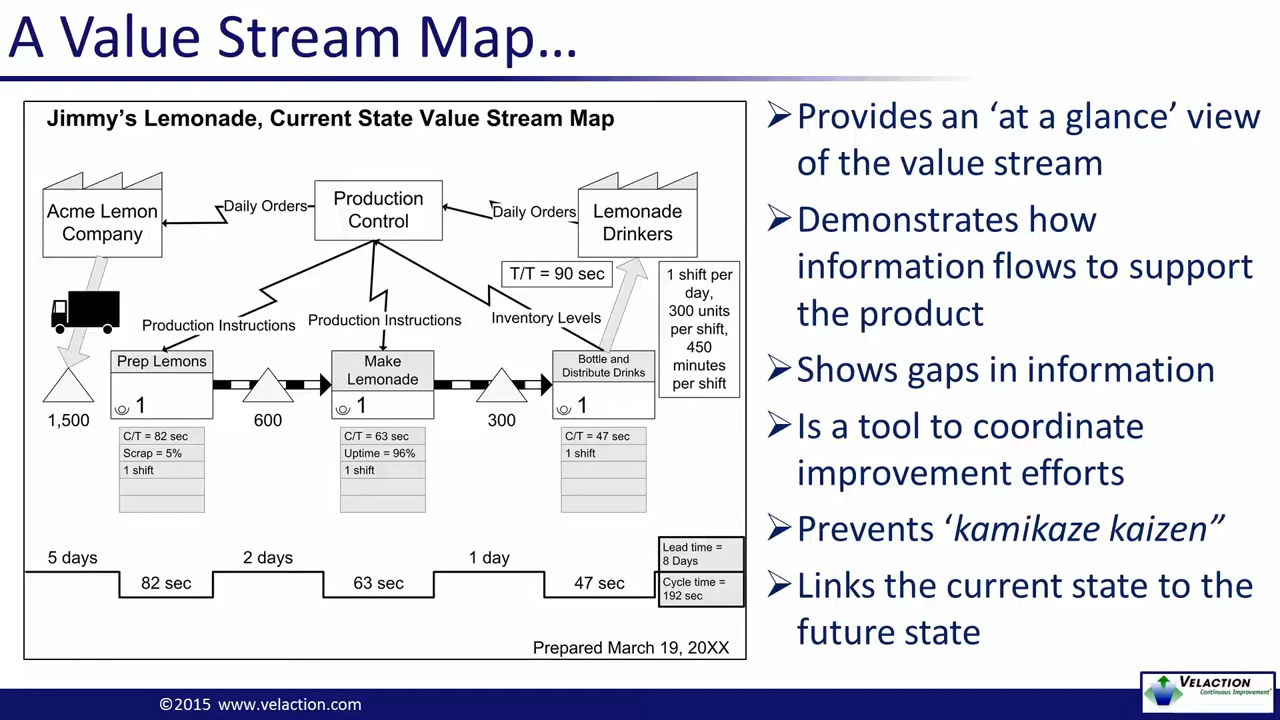 A Value Stream Map…
Jimmy's Lemonade, Current State Value Stream Map
Acme Lemon
Company
Daily Orders
Production
Control
Daily Orders
Lemonade
Drinkers
T/T = 90 sec
1 shift per
day,
300 units
per shift,
450
minutes
per shift
Production Instructions
Production Instructions
Inventory Levels
Prep Lemons
1
Make
Lemonade
1
Bottle and
Distribute Drinks
1
1,500
600
300
C/T = 82 sec
Scrap = 5%
1 shift
C/T = 63 sec
Uptime = 96%
1 shift
C/T = 47 sec
1 shift
5 days
82 sec
2 days
63 sec
1 day
47 sec
Lead time =
8 Days
Cycle time =
192 sec
Prepared March 19, 20XX
Provides an ‘at a glance’ view
of the value stream
Demonstrates how
information flows to support
the product
Shows gaps in information
Is a tool to coordinate
improvement efforts
Prevents ‘kamikaze kaizen”
Links the current state to the
future state
©2015 www.velaction.com
VELACTION
Continuous Improvement